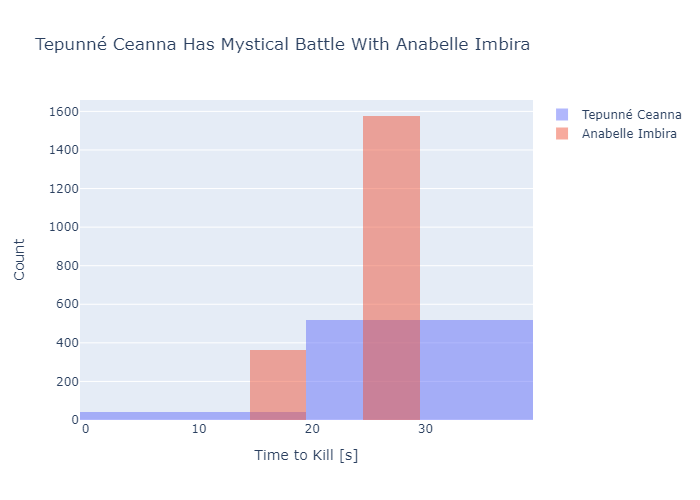 Tepunné Ceanna Has Mystical Battle With Anabelle Imbira
Tepunné Ceanna
Anabelle Imbira
Count
1600
1400
1200
1000
800
600
400
200
0
0 10 20 30
Time to Kill [s]